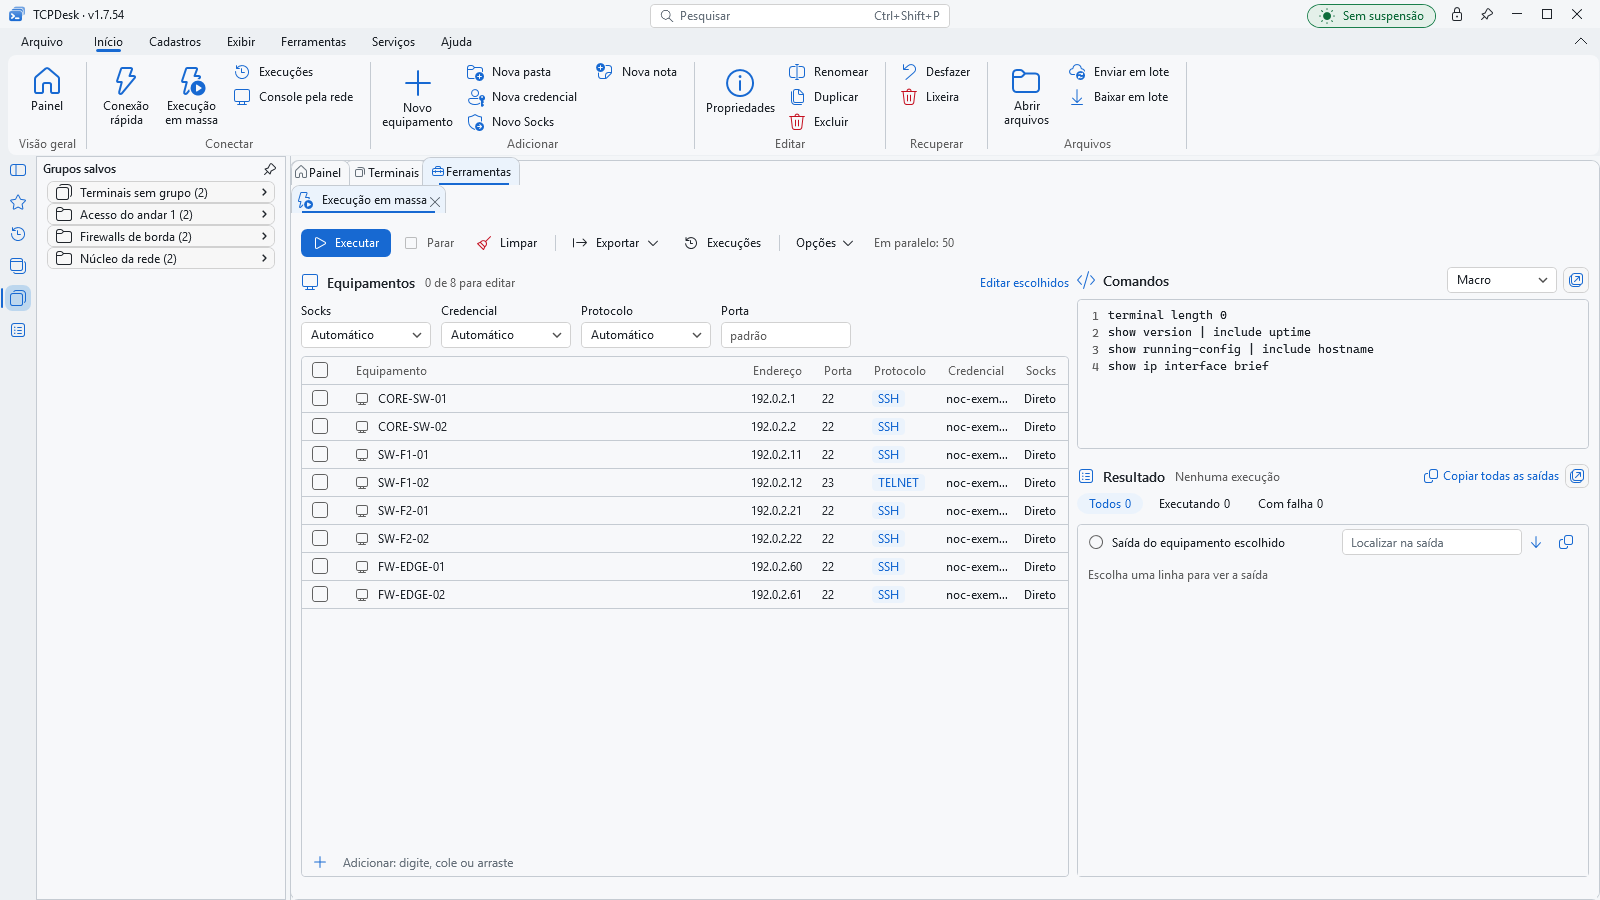 TCPDesk · v1.7.54
Pesquisar
Ctrl+Shift+P
Sem suspensão
Arquivo
Início
Cadastros
Exibir
Ferramentas
Serviços
Ajuda
Painel
Visão geral
Conexão rápida
Execução em massa
Execuções
Console pela rede
Conectar
Novo equipamento
Nova pasta
Nova credencial
Novo Socks
Nova nota
Adicionar
Propriedades
Renomear
Duplicar
Excluir
Editar
Desfazer
Lixeira
Recuperar
Abrir arquivos
Enviar em lote
Baixar em lote
Arquivos
Grupos salvos
Terminais sem grupo (2)
Acesso do andar 1 (2)
Firewalls de borda (2)
Núcleo da rede (2)
Painel
Terminais
Ferramentas
Execução em massa
Executar
Parar
Limpar
Exportar
Execuções
Opções
Em paralelo: 50
Equipamentos
0 de 8 para editar
Editar escolhidos
Socks
Credencial
Protocolo
Porta
Automático
Automático
Automático
padrão
Equipamento Endereço Porta Protocolo Credencial Socks
CORE-SW-01 192.0.2.1 22 SSH noc-exem... Direto
CORE-SW-02 192.0.2.2 22 SSH noc-exem... Direto
SW-F1-01 192.0.2.11 22 SSH noc-exem... Direto
SW-F1-02 192.0.2.12 23 TELNET noc-exem... Direto
SW-F2-01 192.0.2.21 22 SSH noc-exem... Direto
SW-F2-02 192.0.2.22 22 SSH noc-exem... Direto
FW-EDGE-01 192.0.2.60 22 SSH noc-exem... Direto
FW-EDGE-02 192.0.2.61 22 SSH noc-exem... Direto
Adicionar: digite, cole ou arraste
Comandos
Macro
1 terminal length 0
2 show version | include uptime
3 show running-config | include hostname
4 show ip interface brief
Resultado
Nenhuma execução
Copiar todas as saídas
Todos 0
Executando 0
Com falha 0
Saída do equipamento escolhido
Localizar na saída
Escolha uma linha para ver a saída